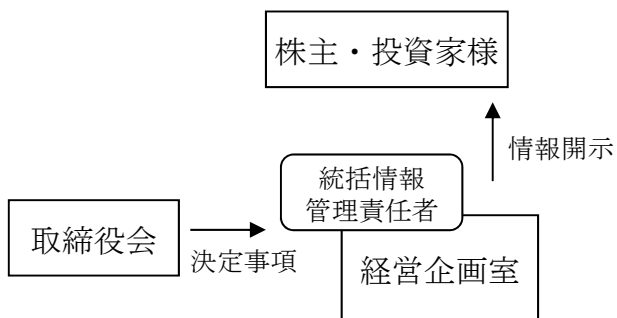 株主・投資家様
情報開示
統括情報
管理責任者
取締役会
決定事項
経営企画室